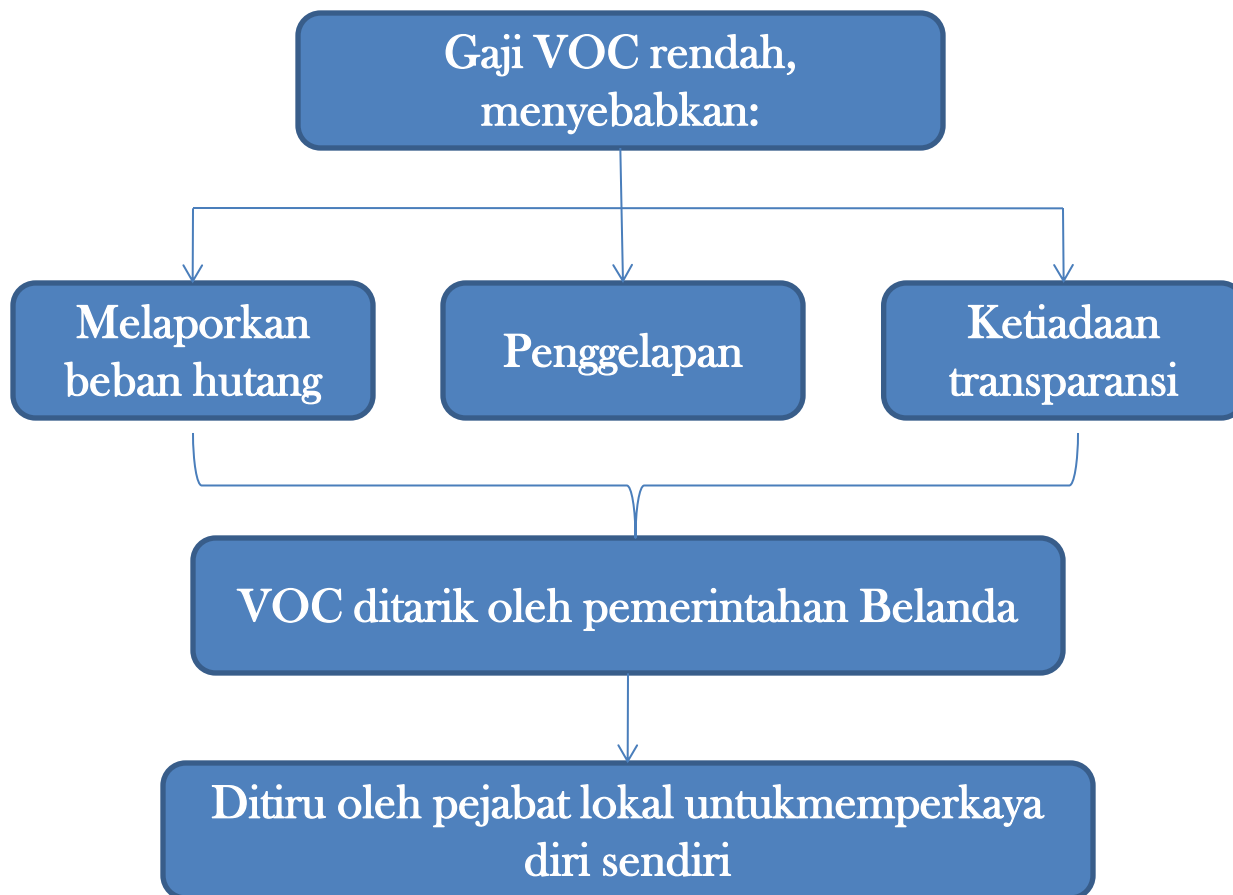 Gaji VOC rendah,
menyebabkan:
Melaporkan
beban hutang
Penggelapan
Ketiadaan
transparansi
VOC ditarik oleh pemerintahan Belanda
Ditiru oleh pejabat lokal untukmemperkaya
diri sendiri